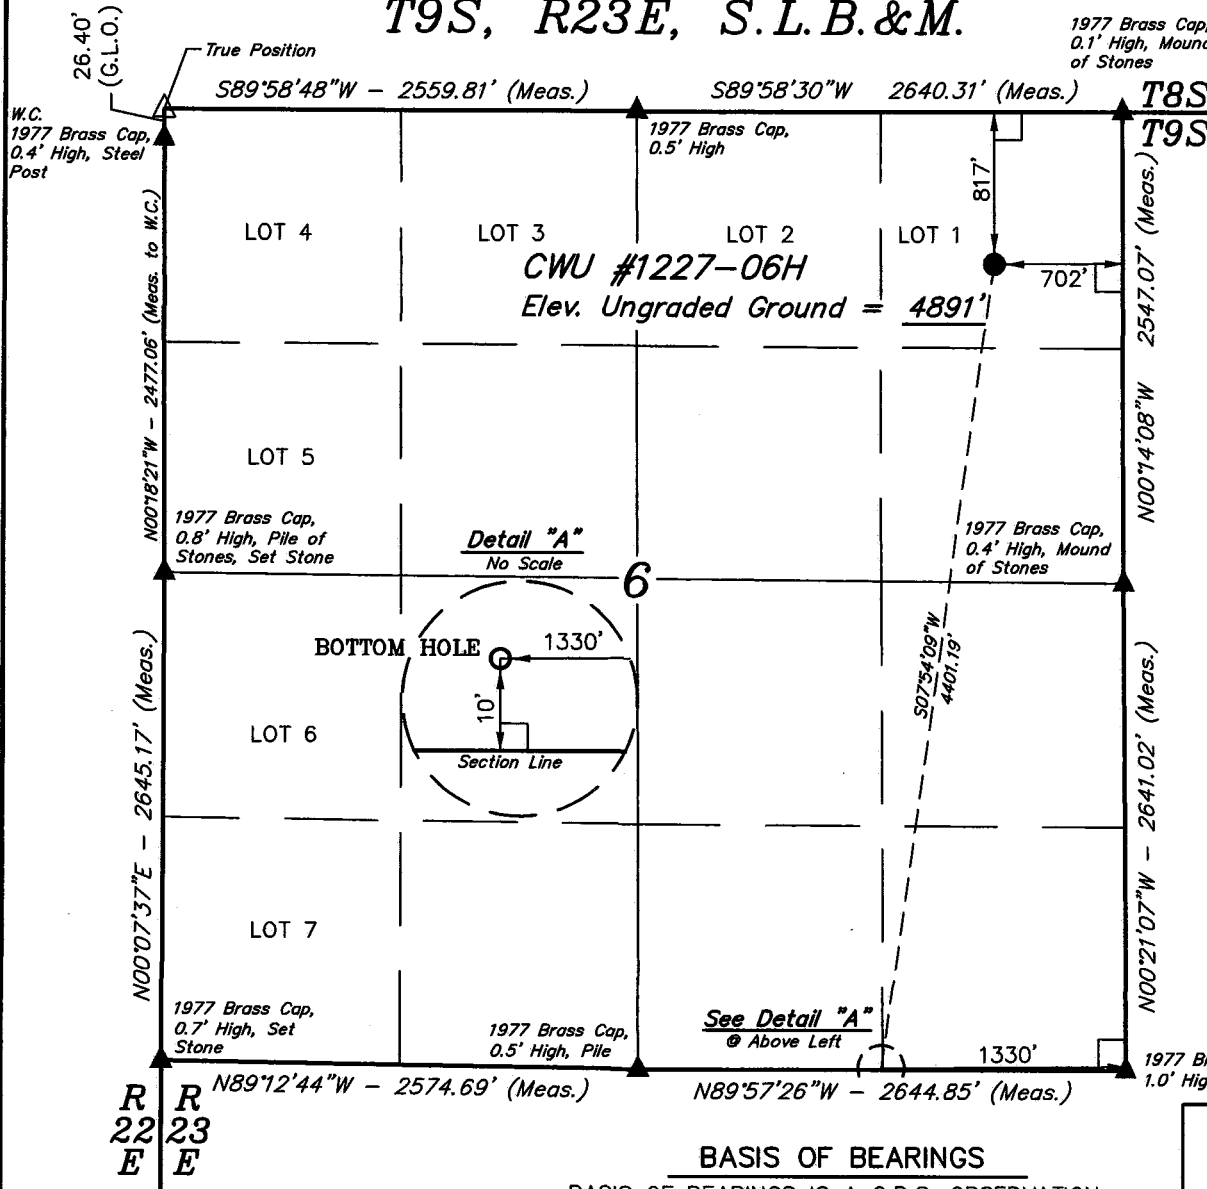 T9S, R23E, S.L.B.&M.
26.40'
(G.L.O.)
True Position
1977 Brass Cap,
0.1' High, Mound
of Stones
S89°58'48"W - 2559.81' (Meas.)
S89°58'30"W 2640.31' (Meas.)
T8S
T9S
W.C.
1977 Brass Cap,
0.4' High, Steel
Post
1977 Brass Cap,
0.5' High
817'
LOT 4
LOT 3
LOT 2
LOT 1
CWU #1227-06H
702'
Elev. Ungraded Ground = 4891'
N00°18'21"W - 2477.06' (Meas. to W.C.)
N00°14'08"W 2547.07' (Meas.)
LOT 5
1977 Brass Cap,
0.8' High, Pile of
Stones, Set Stone
Detail "A"
No Scale
1977 Brass Cap,
0.4' High, Mound
of Stones
6
BOTTOM HOLE
1330'
10'
Section Line
S07°54'09"W
4401.19'
N00°07'37"E - 2645.17' (Meas.)
N00°21'07"W - 2641.02' (Meas.)
LOT 6
LOT 7
1977 Brass Cap,
0.7' High, Set
Stone
1977 Brass Cap,
0.5' High, Pile
See Detail "A"
@ Above Left
1330'
N89°12'44"W - 2574.69' (Meas.)
N89°57'26"W - 2644.85' (Meas.)
1.0' Hig
R R
22 23
E E
BASIS OF BEARINGS
BASIS OF BEARINGS IS A G.P.S. OBSERVATION